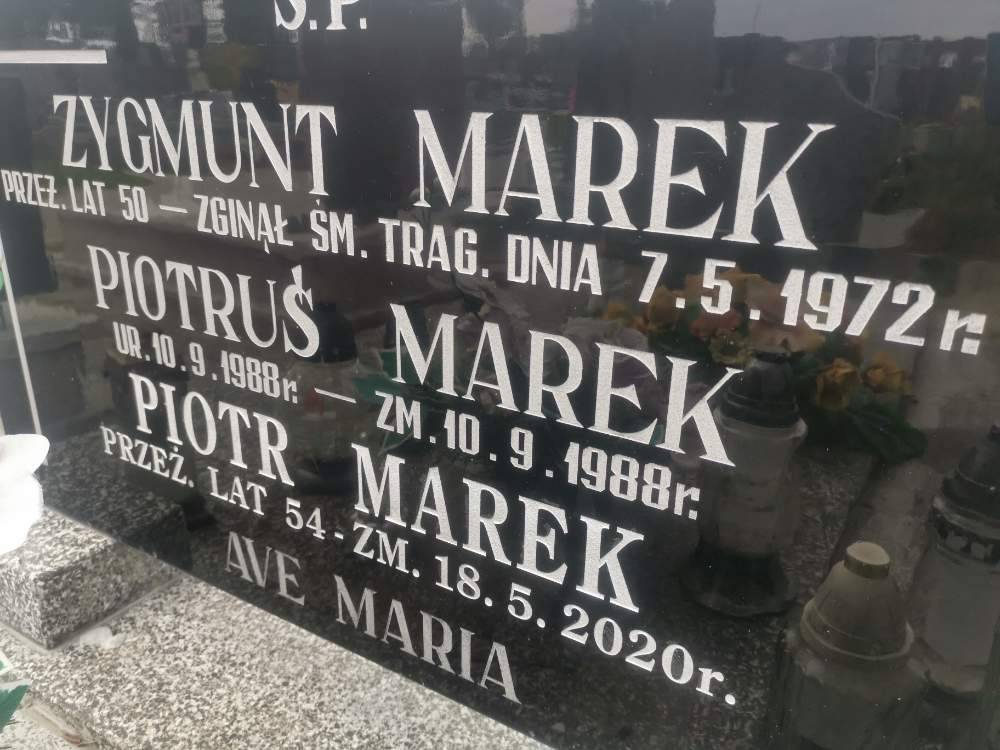 Ś.P.
ZYGMUNT MAREK
PRZEŻ. LAT 50 – ZGINĄŁ ŚM. TRAG. DNIA 7.5.1972r.
PIOTRUŚ MAREK
UR.10.9.1988r. – ZM.10.9.1988r.
PIOTR MAREK
PRZEŻ. LAT 54-ZM. 18.5.2020r.
AVE MARIA